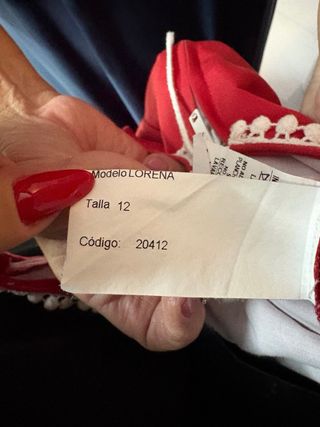 Modelo LORENA
Talla 12
Código: 20412